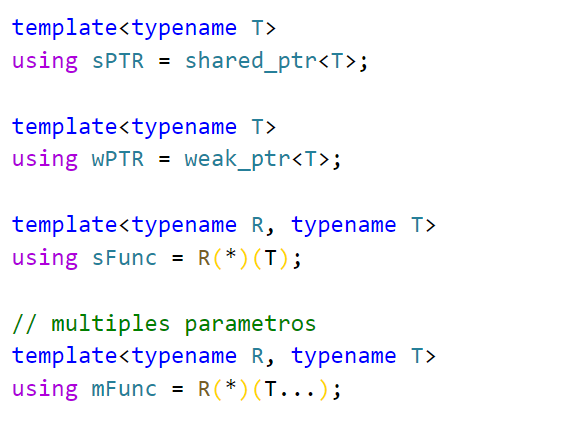 template<typename T>
using sPTR = shared_ptr<T>;
template<typename T>
using wPTR = weak_ptr<T>;
template<typename R, typename T>
using sFunc = R(*)(T);
// multiples parametros
template<typename R, typename T>
using mFunc = R(*)(T...);